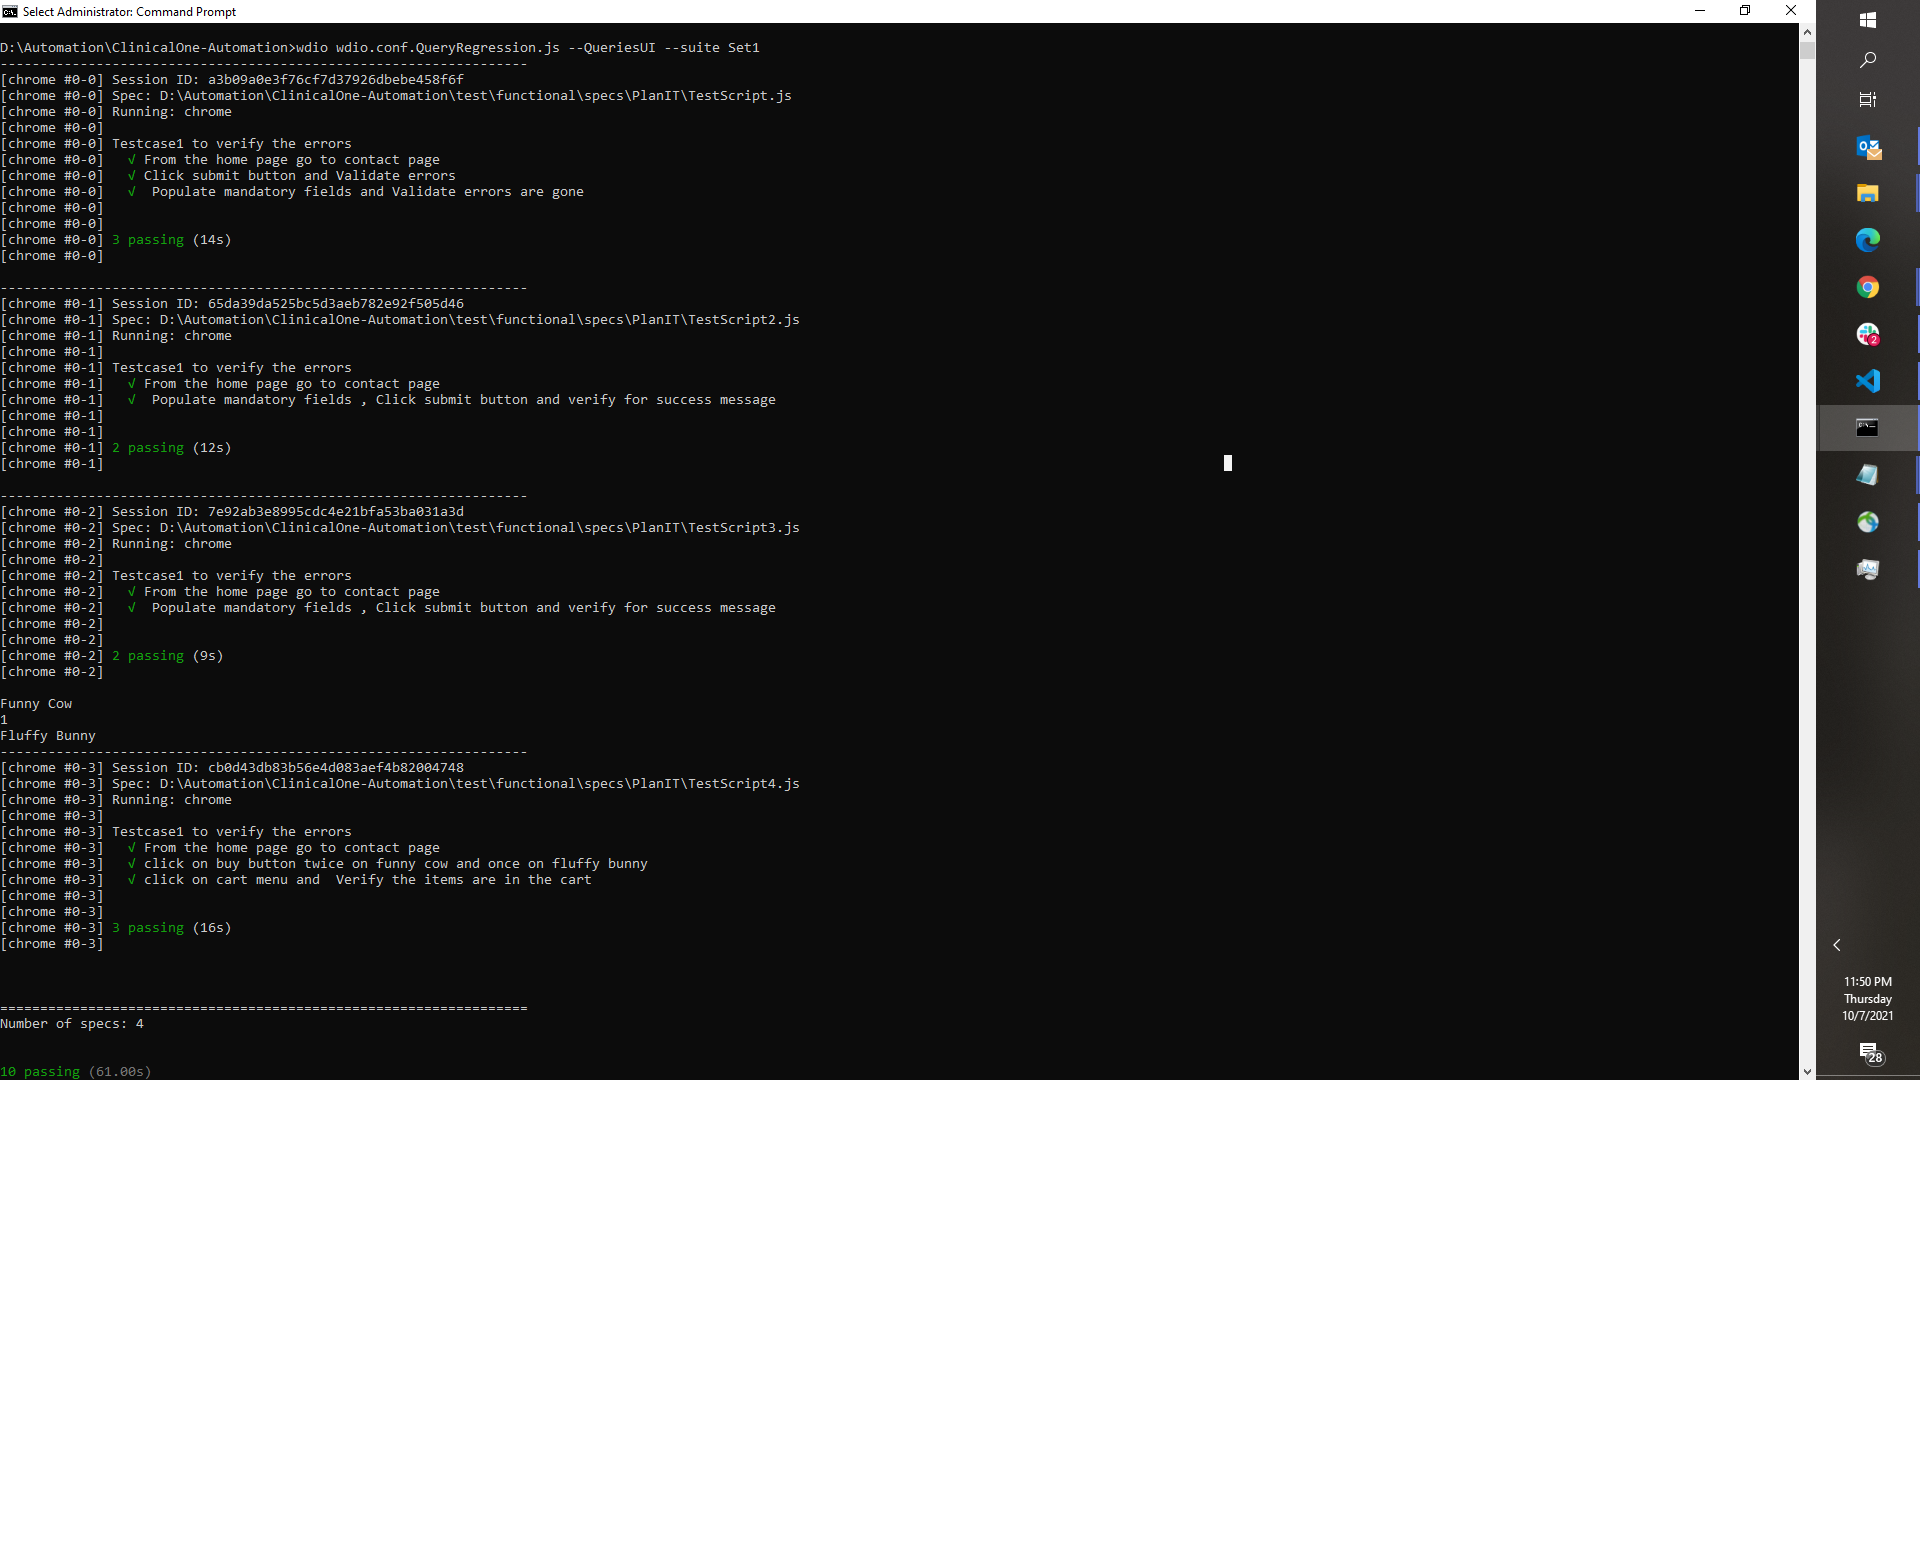 Select Administrator: Command Prompt
D:\Automation\ClinicalOne-Automation>wdio wdio.conf.QueryRegression.js --QueriesUI --suite Set1
------------------------------------------------------------------
[chrome #0-0] Session ID: a3b09a0e3f76cf7d37926dbebe458f6f
[chrome #0-0] Spec: D:\Automation\ClinicalOne-Automation\test\functional\specs\PlanIT\TestScript.js
[chrome #0-0] Running: chrome
[chrome #0-0]
[chrome #0-0] Testcase1 to verify the errors
[chrome #0-0]   √ From the home page go to contact page
[chrome #0-0]   √ Click submit button and Validate errors
[chrome #0-0]   √  Populate mandatory fields and Validate errors are gone
[chrome #0-0]
[chrome #0-0]
[chrome #0-0] 3 passing (14s)
[chrome #0-0]
------------------------------------------------------------------
[chrome #0-1] Session ID: 65da39da525bc5d3aeb782e92f505d46
[chrome #0-1] Spec: D:\Automation\ClinicalOne-Automation\test\functional\specs\PlanIT\TestScript2.js
[chrome #0-1] Running: chrome
[chrome #0-1]
[chrome #0-1] Testcase1 to verify the errors
[chrome #0-1]   √ From the home page go to contact page
[chrome #0-1]   √  Populate mandatory fields , Click submit button and verify for success message
[chrome #0-1]
[chrome #0-1]
[chrome #0-1] 2 passing (12s)
[chrome #0-1]
------------------------------------------------------------------
[chrome #0-2] Session ID: 7e92ab3e8995cdc4e21bfa53ba031a3d
[chrome #0-2] Spec: D:\Automation\ClinicalOne-Automation\test\functional\specs\PlanIT\TestScript3.js
[chrome #0-2] Running: chrome
[chrome #0-2]
[chrome #0-2] Testcase1 to verify the errors
[chrome #0-2]   √ From the home page go to contact page
[chrome #0-2]   √  Populate mandatory fields , Click submit button and verify for success message
[chrome #0-2]
[chrome #0-2]
[chrome #0-2] 2 passing (9s)
[chrome #0-2]
Funny Cow
1
Fluffy Bunny
------------------------------------------------------------------
[chrome #0-3] Session ID: cb0d43db83b56e4d083aef4b82004748
[chrome #0-3] Spec: D:\Automation\ClinicalOne-Automation\test\functional\specs\PlanIT\TestScript4.js
[chrome #0-3] Running: chrome
[chrome #0-3]
[chrome #0-3] Testcase1 to verify the errors
[chrome #0-3]   √ From the home page go to contact page
[chrome #0-3]   √ click on buy button twice on funny cow and once on fluffy bunny
[chrome #0-3]   √ click on cart menu and  Verify the items are in the cart
[chrome #0-3]
[chrome #0-3]
[chrome #0-3] 3 passing (16s)
[chrome #0-3]
==================================================================
Number of specs: 4
10 passing (61.00s)
2
11:50 PM
Thursday
10/7/2021
28